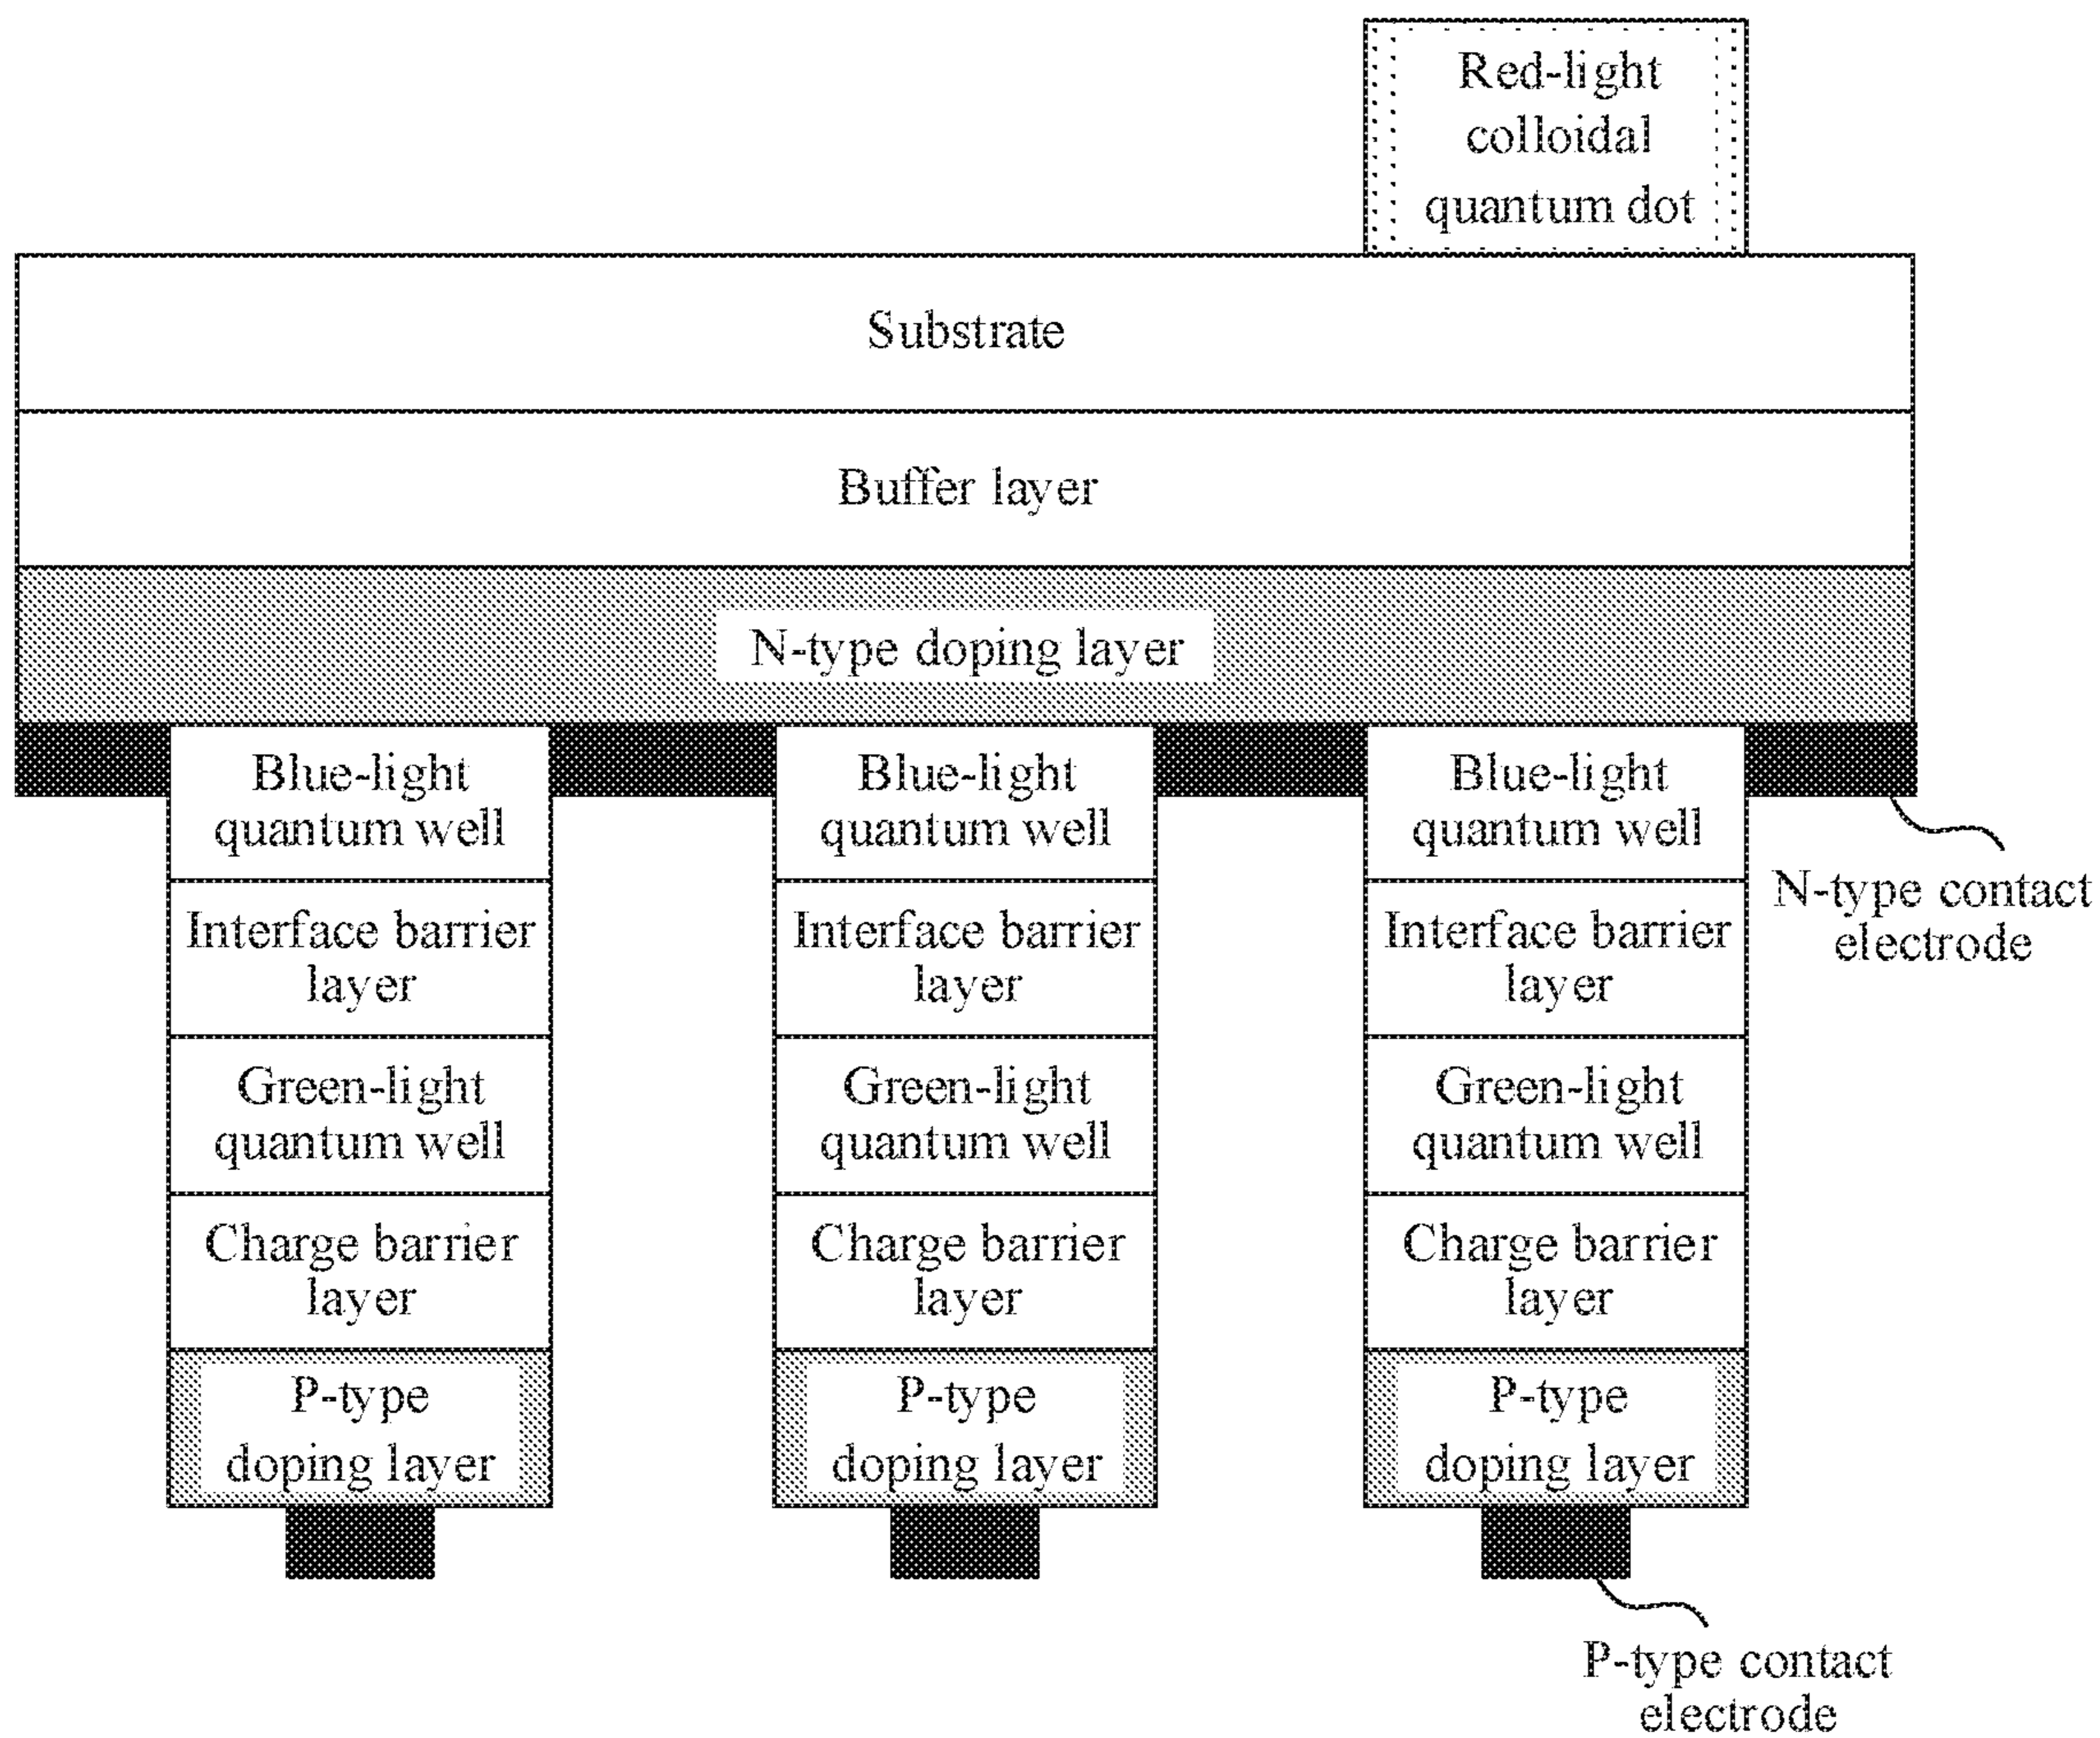 Red-light
colloidal
quantum dot
Substrate
Buffer layer
N-type doping layer
Blue-light
quantum well
Interface barrier
layer
Green-light
quantum well
Charge barrier
layer
P-type
doping layer
Blue-light
quantum well
Interface barrier
layer
Green-light
quantum well
Charge barrier
layer
P-type
doping layer
Blue-light
quantum well
Interface barrier
layer
Green-light
quantum well
Charge barrier
layer
P-type
doping layer
N-type contact
electrode
P-type contact
electrode